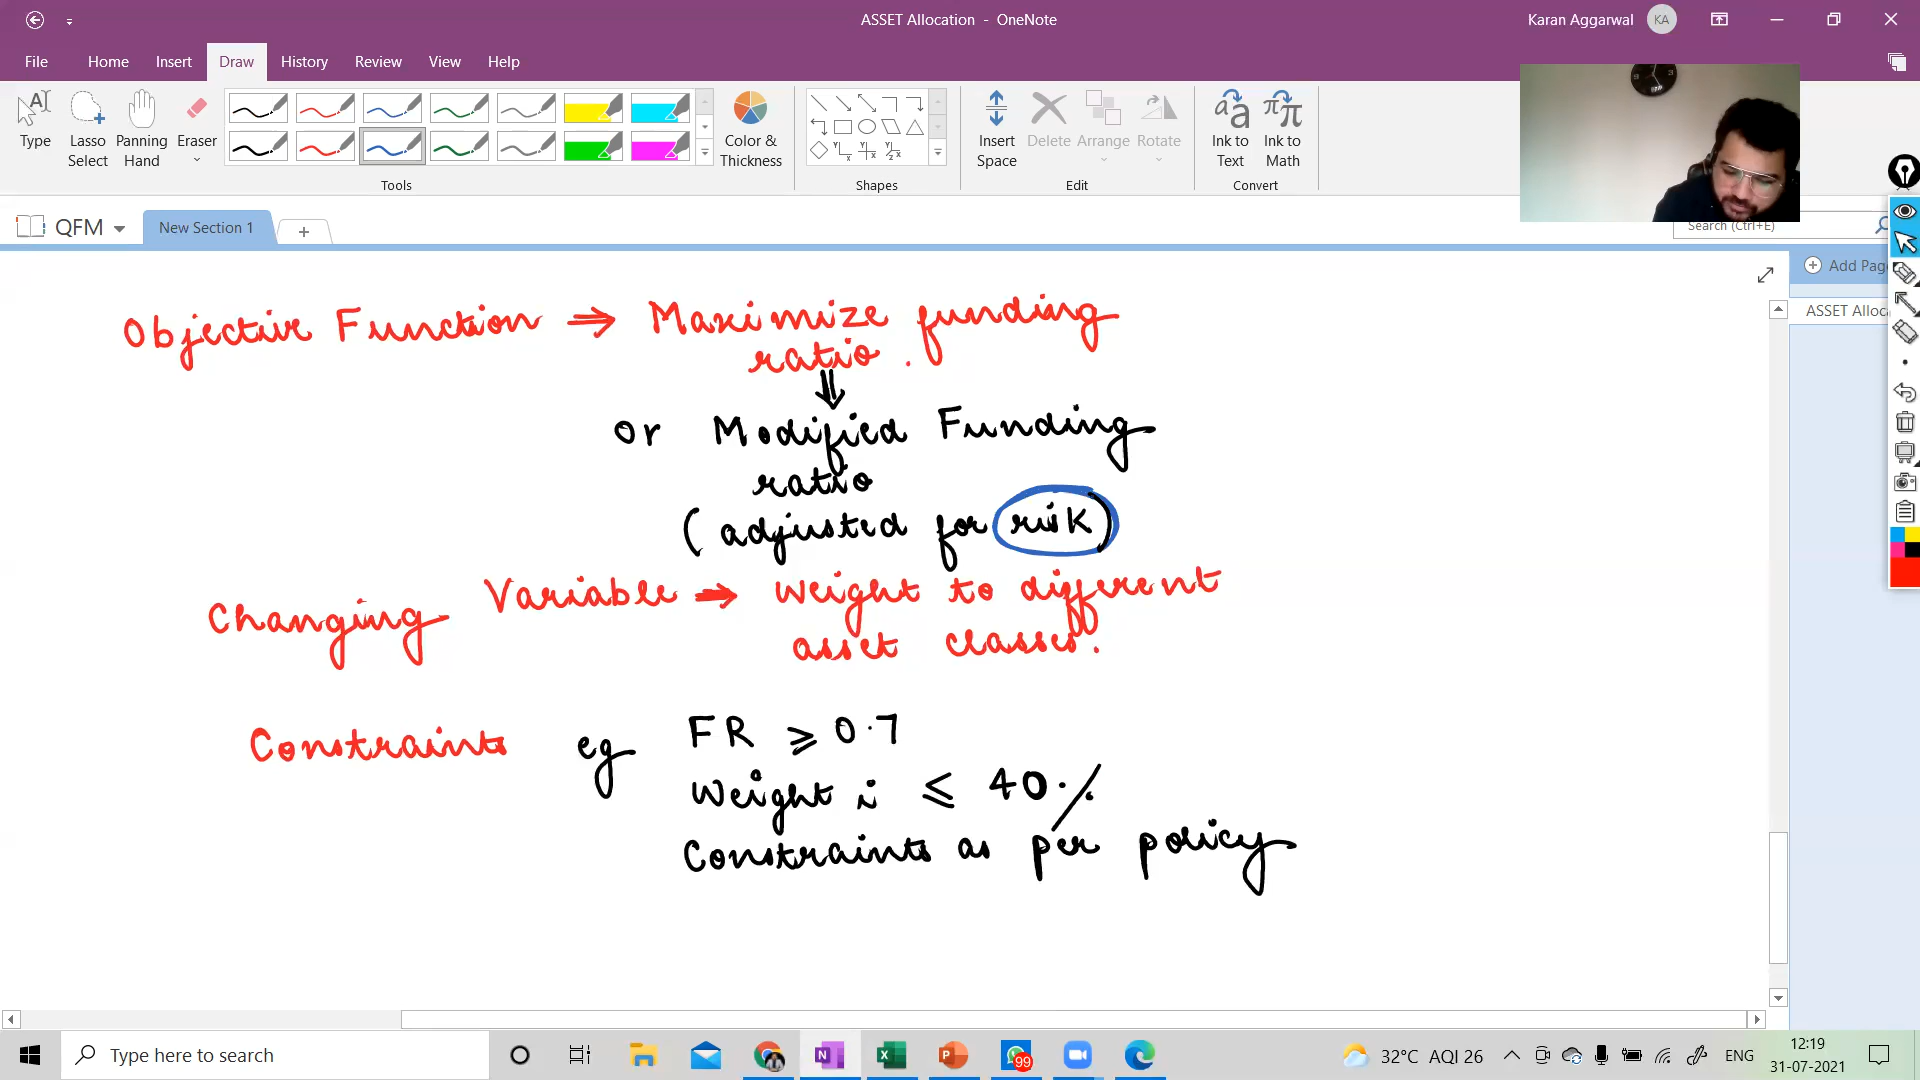 ASSET Allocation - OneNote
Karan Aggarwal
KA
File
Home
Insert
Draw
History
Review
View
Help
Type
Lasso Select
Panning Hand
Eraser
Color & Thickness
Insert Space
Delete
Arrange
Rotate
Ink to Text
Ink to Math
Tools
Shapes
Edit
Convert
QFM
New Section 1
Search (Ctrl+E)
Add Page
ASSET Alloc
Objective Function ⇒ Maximize funding
ratio.
⇓
or Modified Funding
ratio
(adjusted for risk)
Changing Variable → Weight to different
asset classes.
Constraints eg FR ≥ 0.7
Weight i ≤ 40%
Constraints as per policy
Type here to search
99
32°C AQI 26
ENG
12:19
31-07-2021